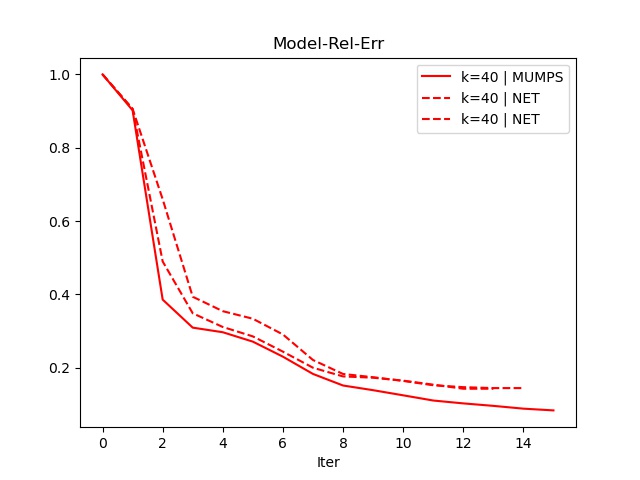 Model-Rel-Err
k=40 | MUMPS
k=40 | NET
k=40 | NET
1.0
0.8
0.6
0.4
0.2
0 2 4 6 8 10 12 14
Iter